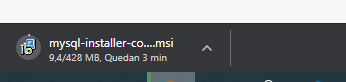 mysql-installer-co....msi
9,4/428 MB, Quedan 3 min